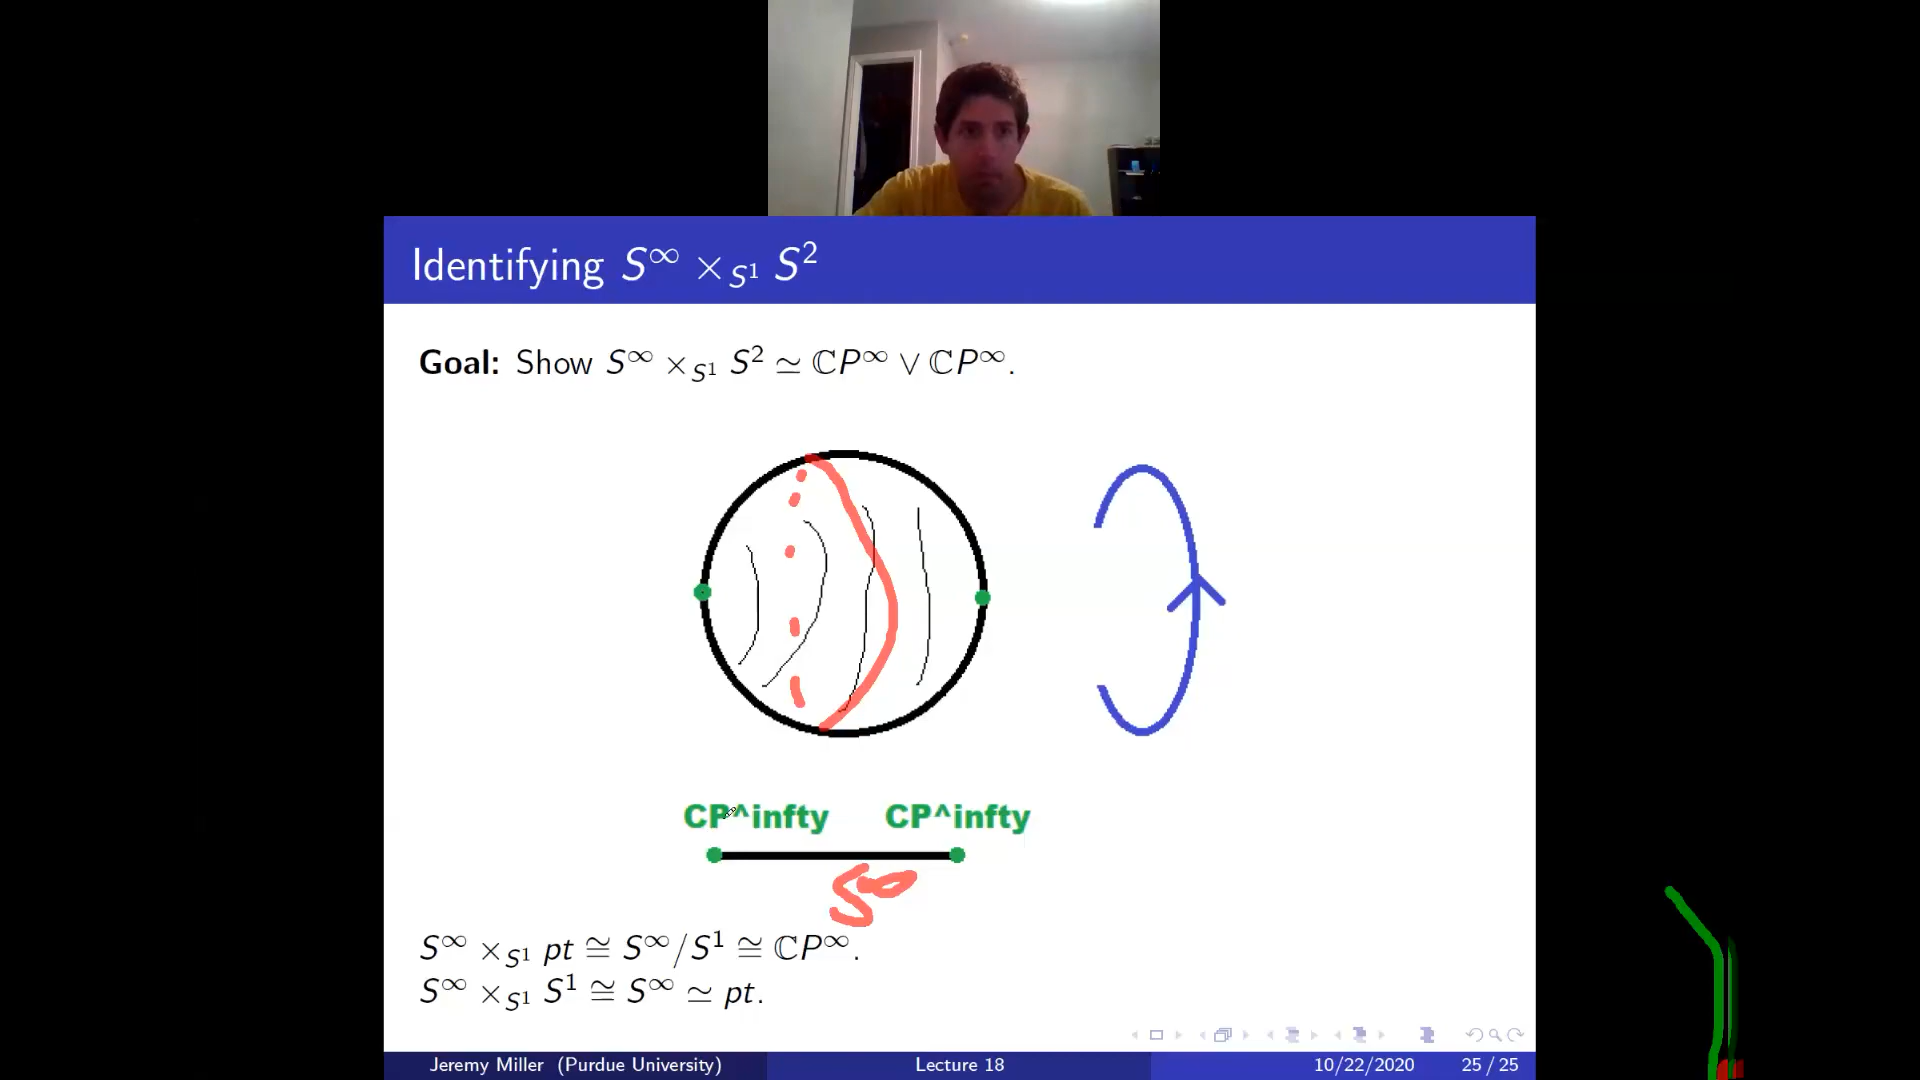 Identifying S^∞ ×_{S^1} S^2
Goal: Show S^∞ ×_{S^1} S^2 ≃ ℂP^∞ ∨ ℂP^∞.
CP^infty CP^infty
S∞
S^∞ ×_{S^1} pt ≅ S^∞/S^1 ≅ ℂP^∞.
S^∞ ×_{S^1} S^1 ≅ S^∞ ≃ pt.
Jeremy Miller (Purdue University) Lecture 18 10/22/2020 25 / 25